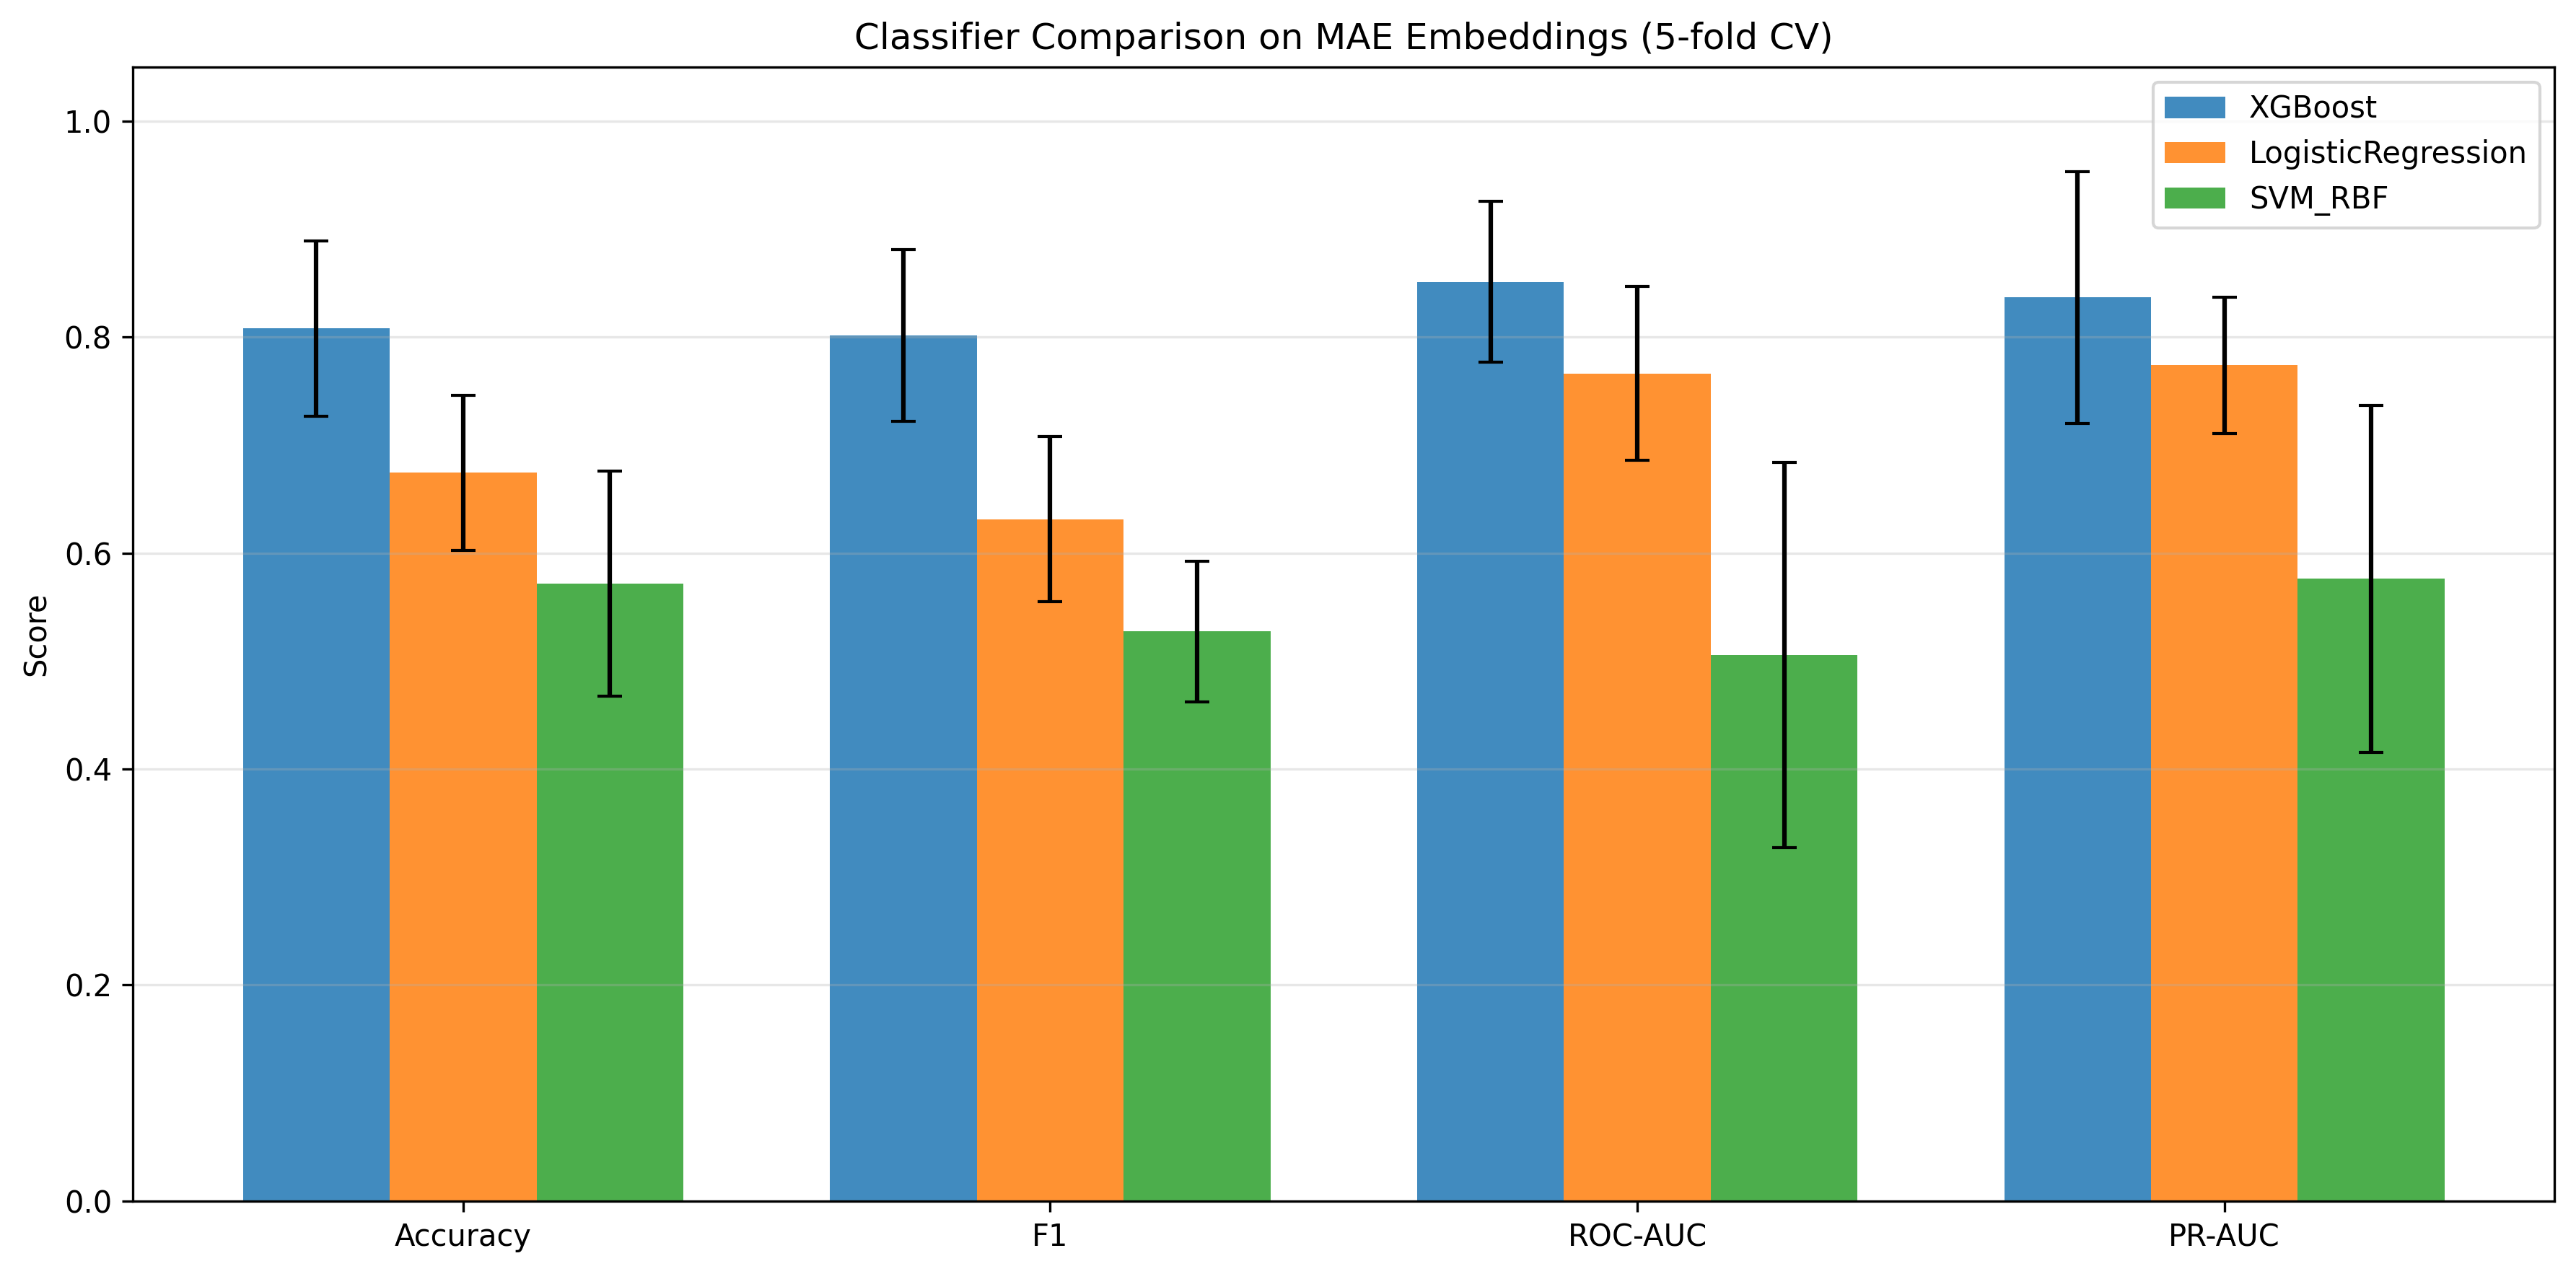 Classifier Comparison on MAE Embeddings (5-fold CV)
XGBoost
LogisticRegression
SVM_RBF
Score
1.0
0.8
0.6
0.4
0.2
0.0
Accuracy
F1
ROC-AUC
PR-AUC